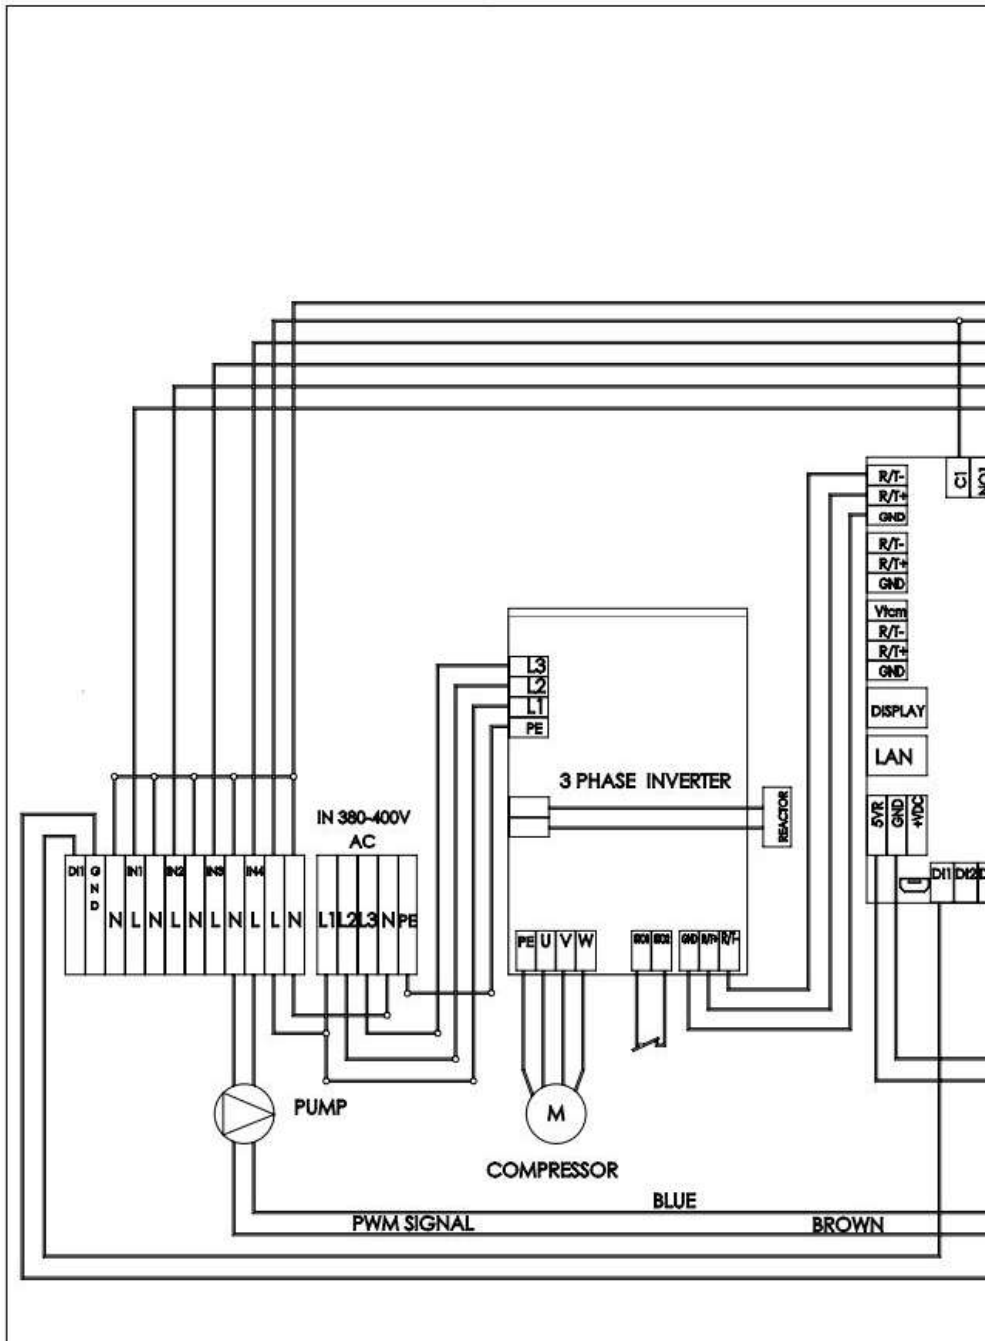 R/T-
C1
NO1
R/T+
GND
R/T-
R/T+
GND
Vtcm
R/T-
R/T+
GND
L3
L2
L1
PE
DISPLAY
LAN
3 PHASE INVERTER
REACTOR
5VR GND +VDC
IN 380-400V
AC
DI1 GND IN1 IN2 IN3 IN4
DI1 DI2 D
N L N L N L N L L N
L1 L2 L3 N PE
PE U V W
GND R/T+ R/T-
PUMP
M
COMPRESSOR
BLUE
PWM SIGNAL
BROWN